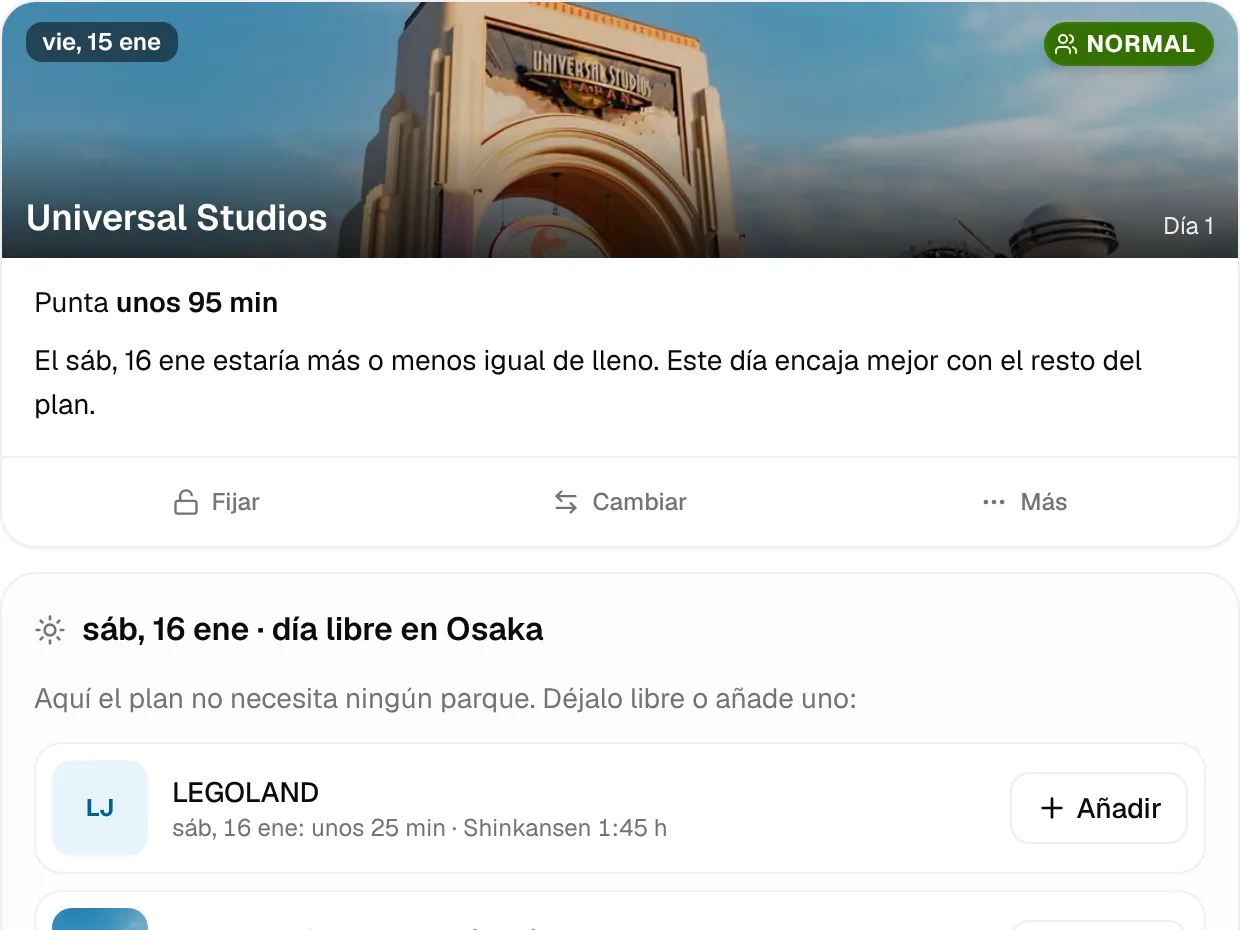 vie, 15 ene
NORMAL
UNIVERSAL STUDIOS
JAPAN
Universal Studios
Día 1
Punta unos 95 min
El sáb, 16 ene estaría más o menos igual de lleno. Este día encaja mejor con el resto del
plan.
Fijar
Cambiar
Más
sáb, 16 ene · día libre en Osaka
Aquí el plan no necesita ningún parque. Déjalo libre o añade uno:
LJ
LEGOLAND
sáb, 16 ene: unos 25 min · Shinkansen 1:45 h
Añadir